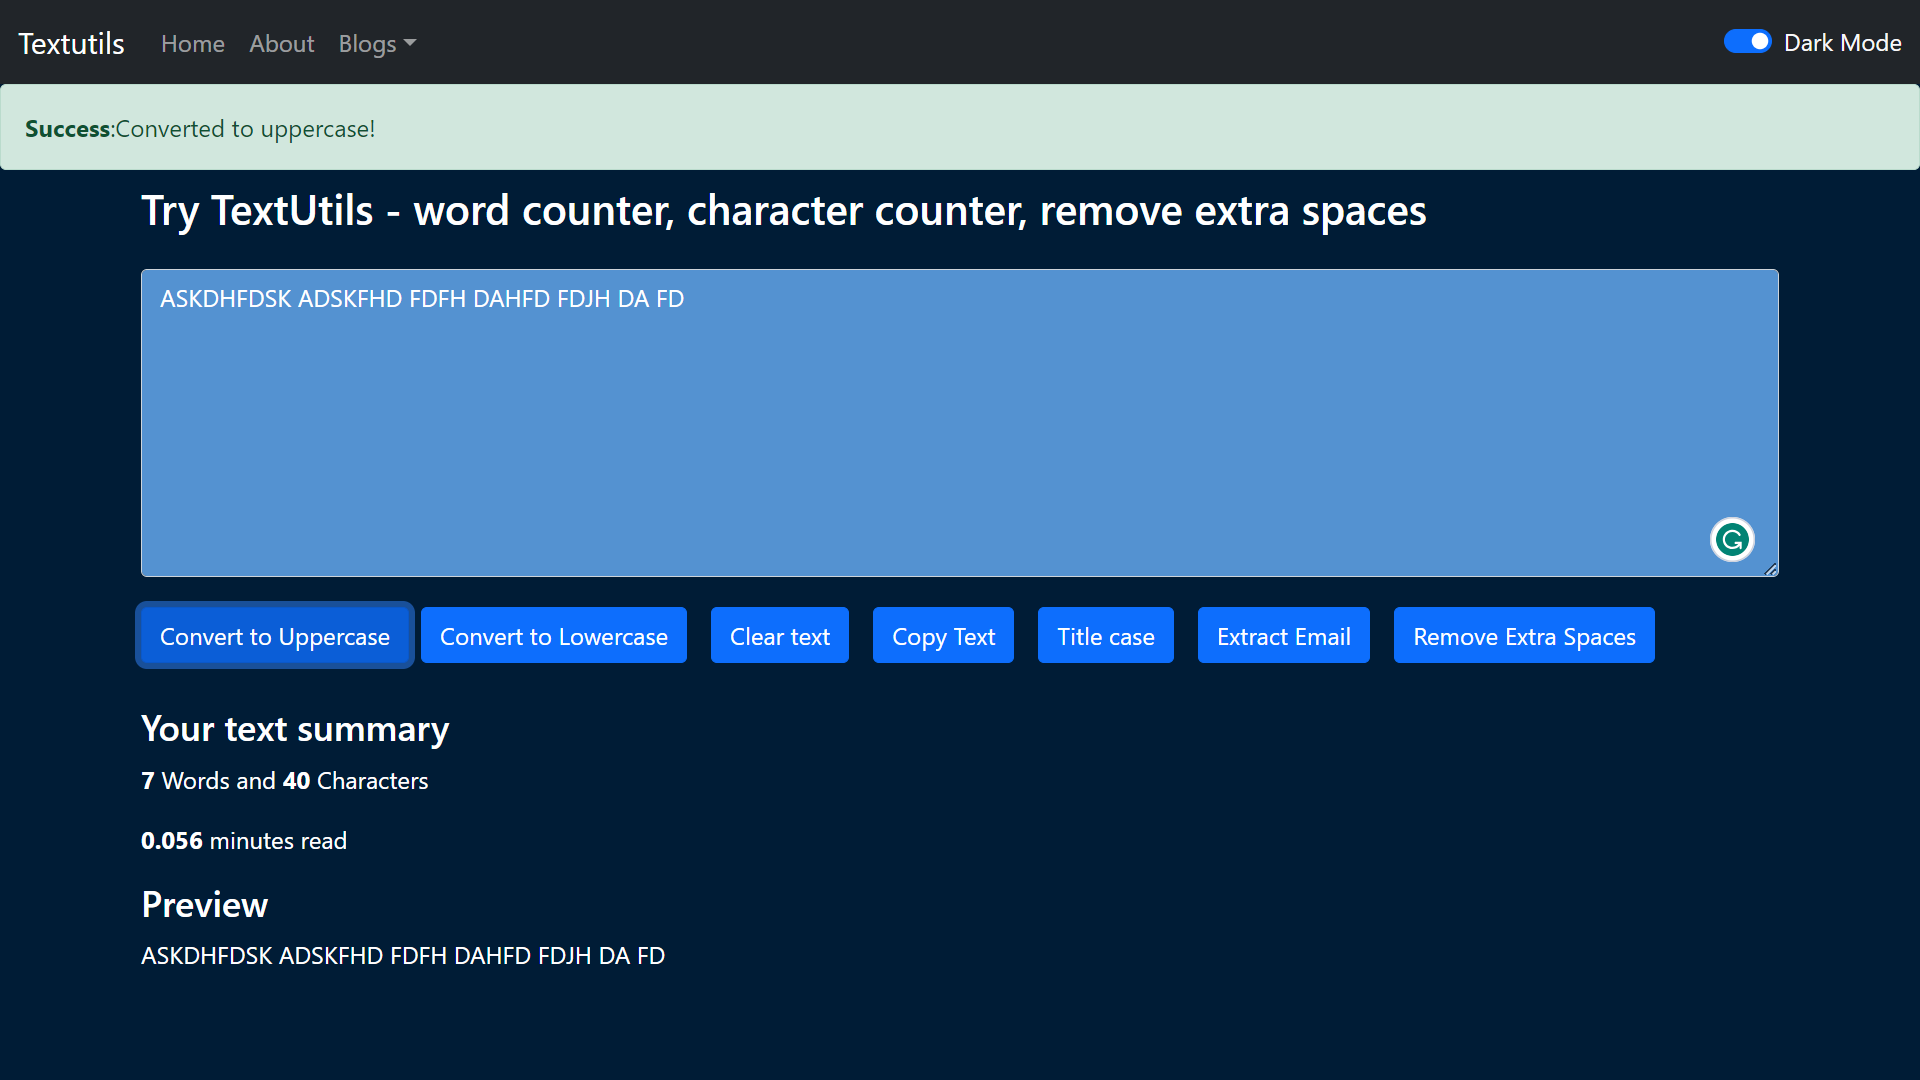 Textutils Home About Blogs Dark Mode
Success:Converted to uppercase!
Try TextUtils - word counter, character counter, remove extra spaces
ASKDHFDSK ADSKFHD FDFH DAHFD FDJH DA FD
Convert to Uppercase Convert to Lowercase Clear text Copy Text Title case Extract Email Remove Extra Spaces
Your text summary
7 Words and 40 Characters
0.056 minutes read
Preview
ASKDHFDSK ADSKFHD FDFH DAHFD FDJH DA FD